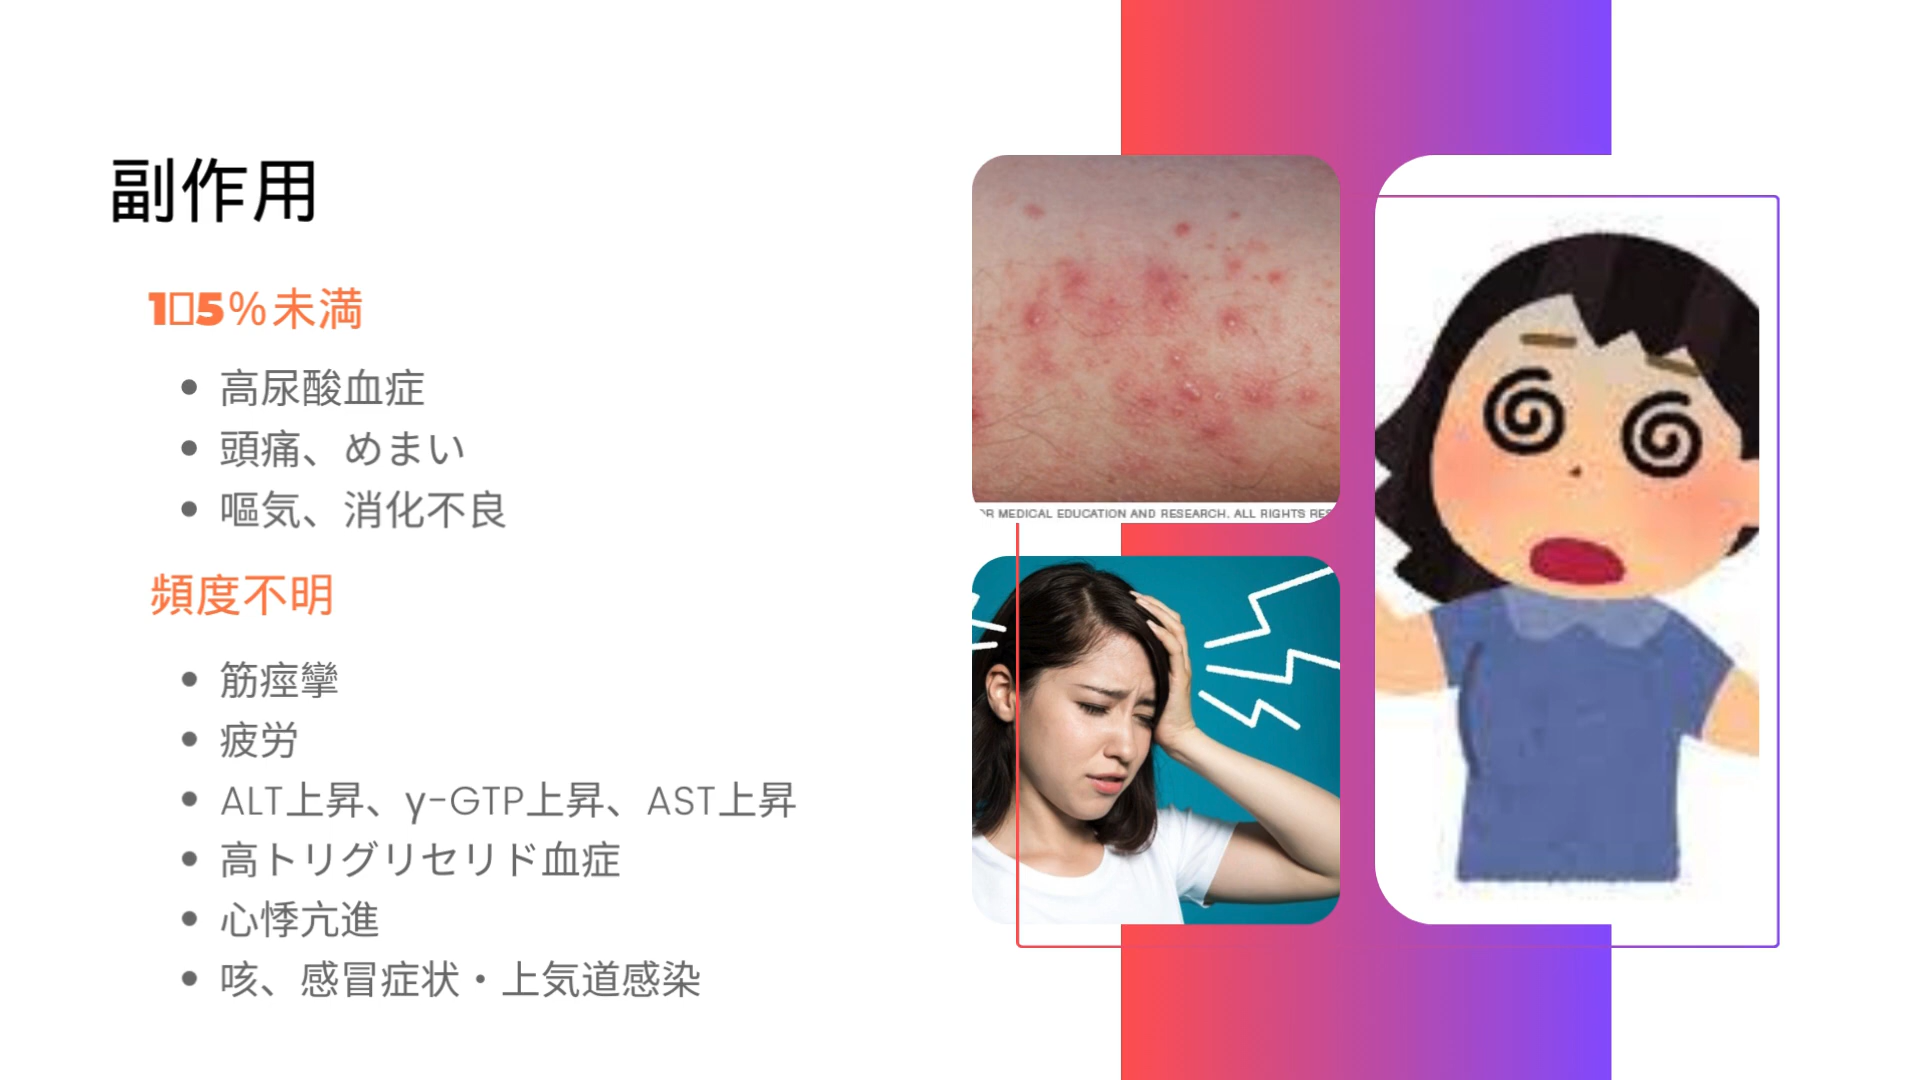 副作用
1□5％未満
高尿酸血症
頭痛、めまい
嘔気、消化不良
頻度不明
筋痙攣
疲労
ALT上昇、γ-GTP上昇、AST上昇
高トリグリセリド血症
心悸亢進
咳、感冒症状・上気道感染
OR MEDICAL EDUCATION AND RESEARCH. ALL RIGHTS RES